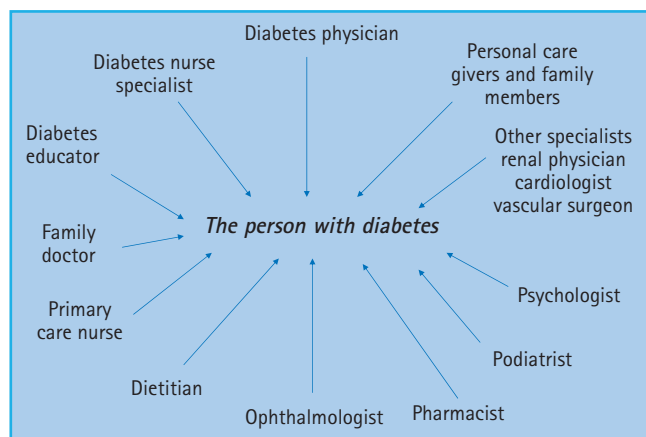 Diabetes physician
Diabetes nurse
specialist
Personal care
givers and family
members
Diabetes
educator
Other specialists
renal physician
cardiologist
vascular surgeon
The person with diabetes
Family
doctor
Primary
care nurse
Psychologist
Podiatrist
Dietitian
Ophthalmologist
Pharmacist